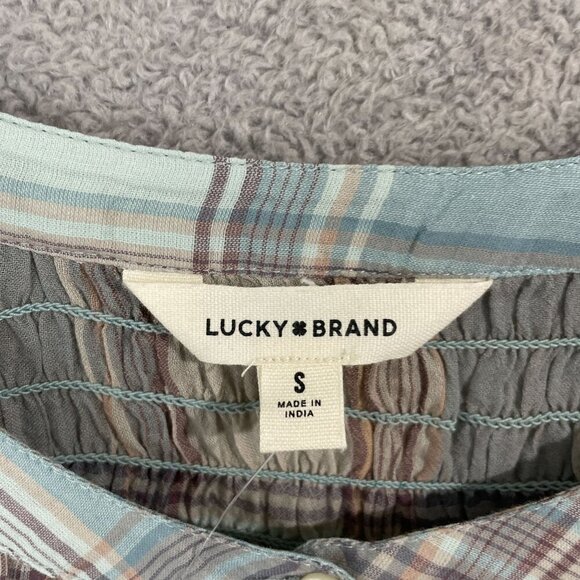 LUCKY BRAND
S
MADE IN
INDIA